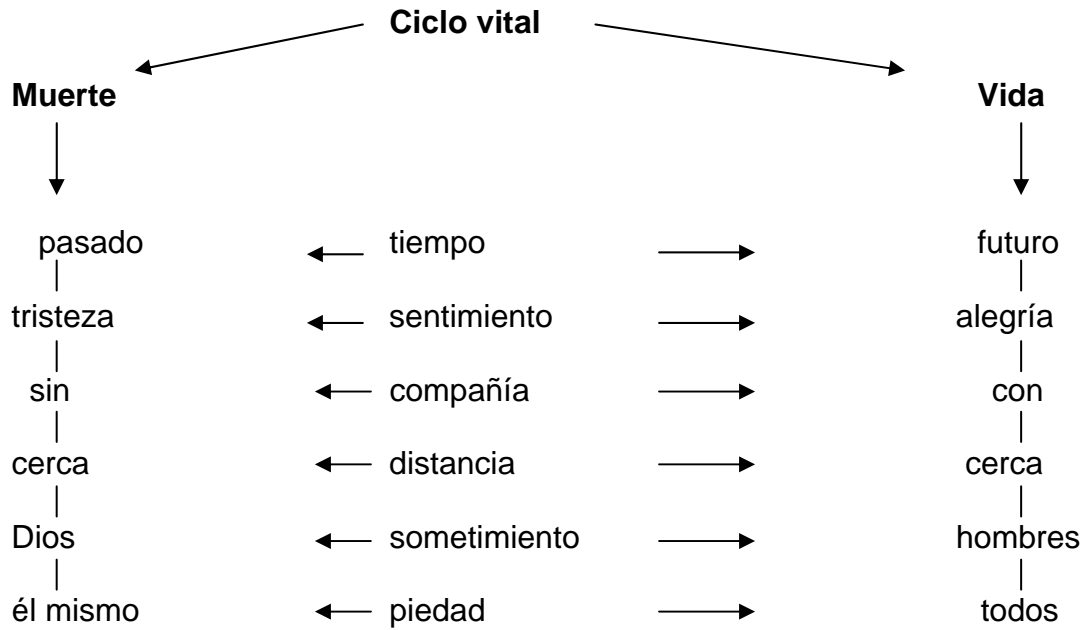 Ciclo vital
Muerte Vida
pasado tiempo futuro
tristeza sentimiento alegría
sin compañía con
cerca distancia cerca
Dios sometimiento hombres
él mismo piedad todos